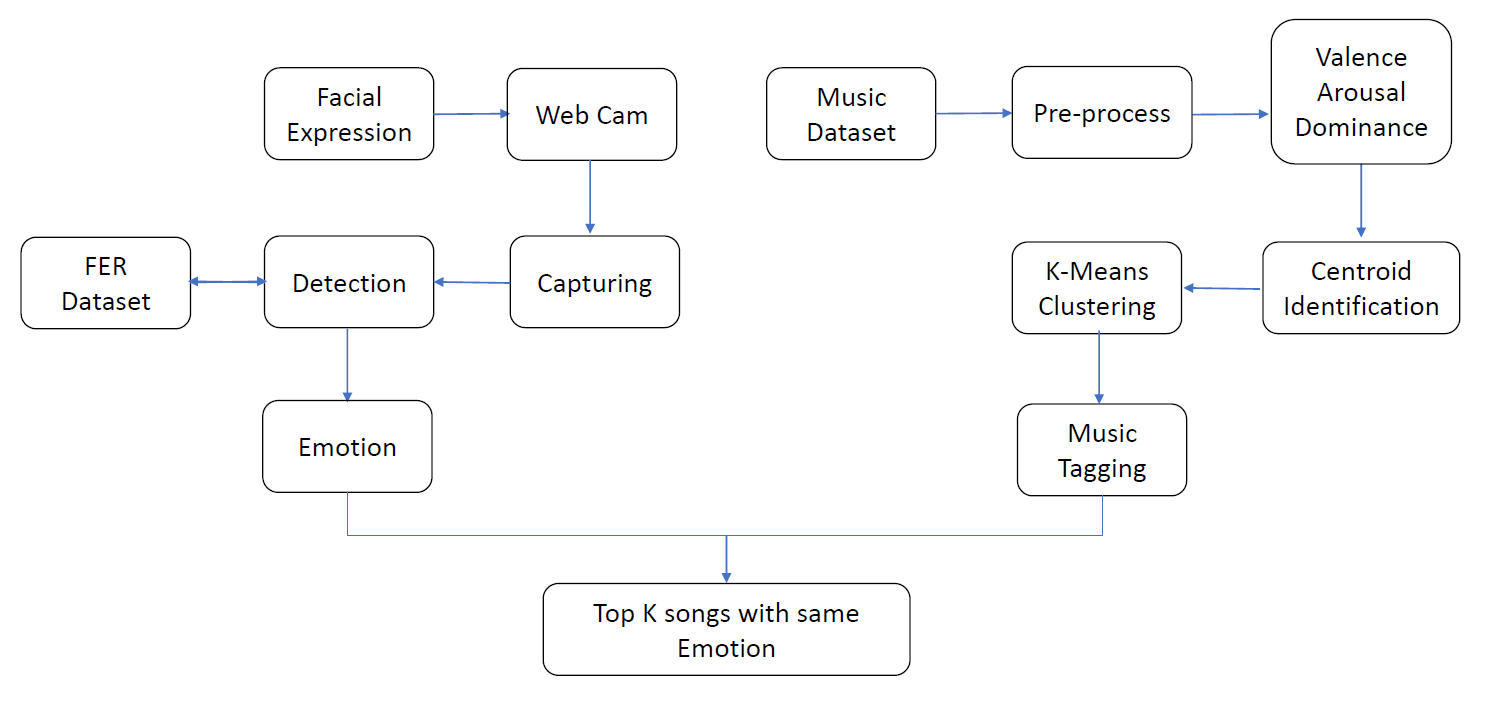 Facial
Expression
Web Cam
Music
Dataset
Pre-process
Valence
Arousal
Dominance
FER
Dataset
Detection
Capturing
K-Means
Clustering
Centroid
Identification
Emotion
Music
Tagging
Top K songs with same
Emotion